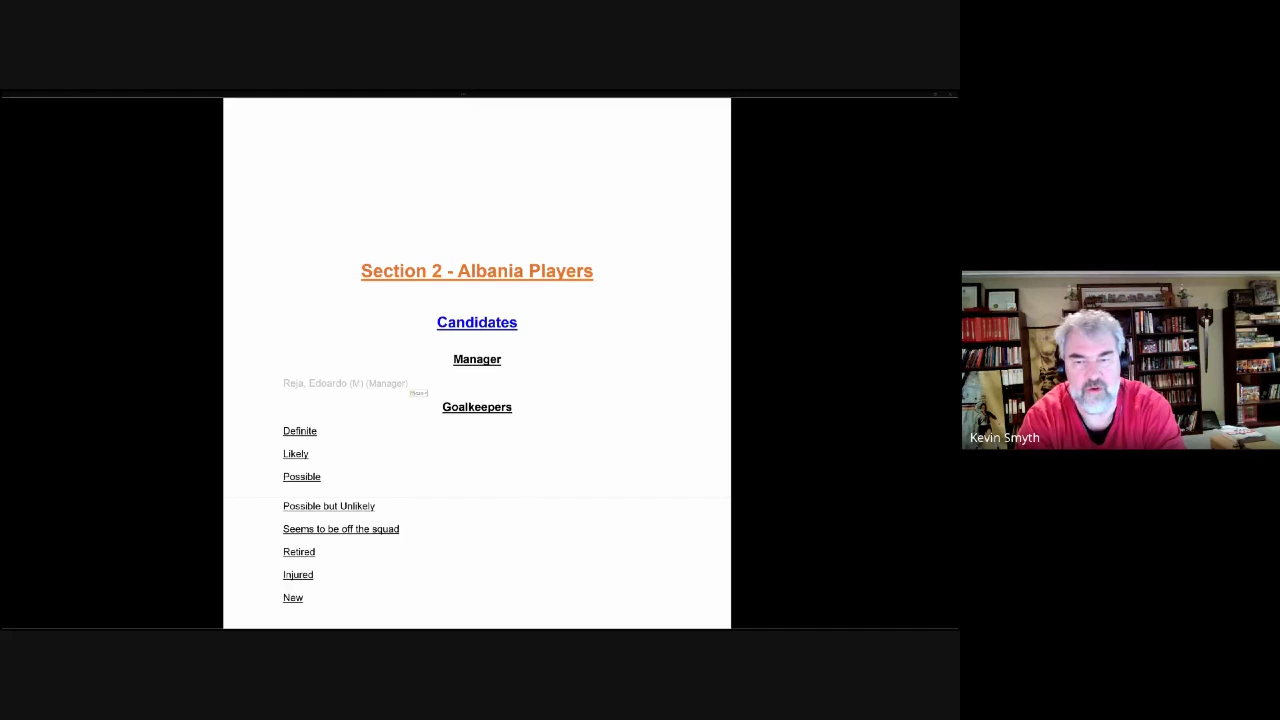 Section 2 - Albania Players
Candidates
Manager
Reja, Edoardo (M) (Manager)
Goalkeepers
Definite
Likely
Possible
Possible but Unlikely
Seems to be off the squad
Retired
Injured
New
Kevin Smyth